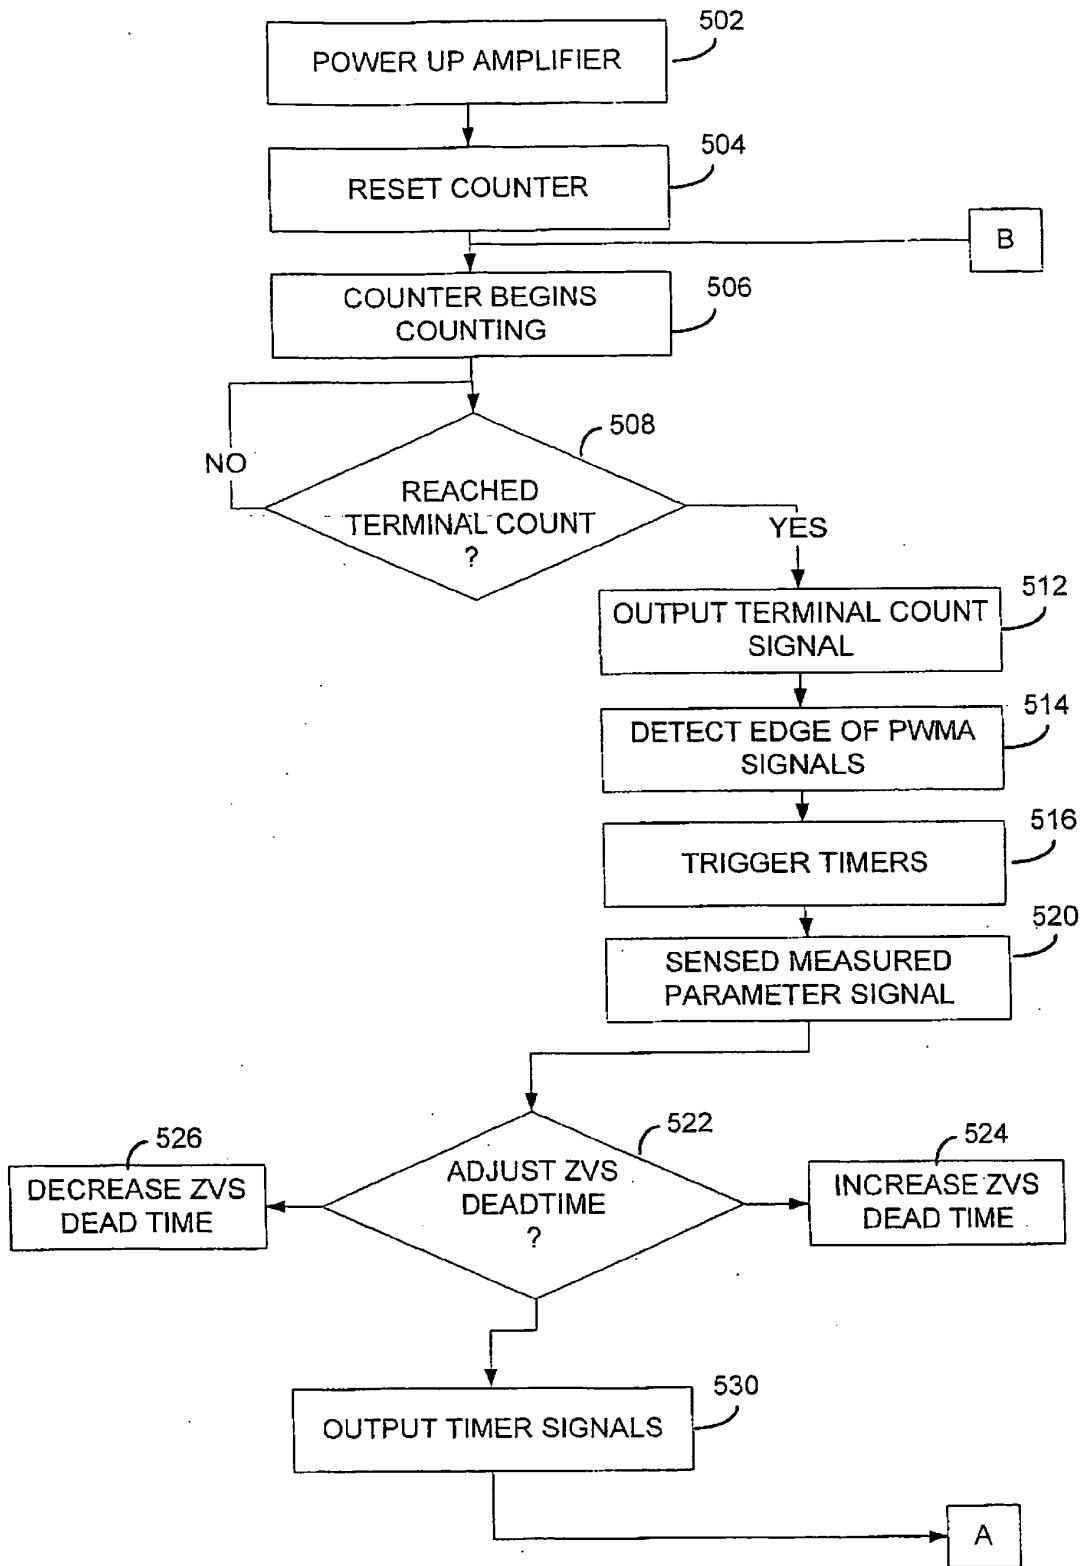 502
POWER UP AMPLIFIER
504
RESET COUNTER
B
506
COUNTER BEGINS
COUNTING
508
NO
REACHED
TERMINAL COUNT
?
YES
512
OUTPUT TERMINAL COUNT
SIGNAL
514
DETECT EDGE OF PWMA
SIGNALS
516
TRIGGER TIMERS
520
SENSED MEASURED
PARAMETER SIGNAL
522
ADJUST ZVS
DEADTIME
?
526
DECREASE ZVS
DEAD TIME
524
INCREASE ZVS
DEAD TIME
530
OUTPUT TIMER SIGNALS
A